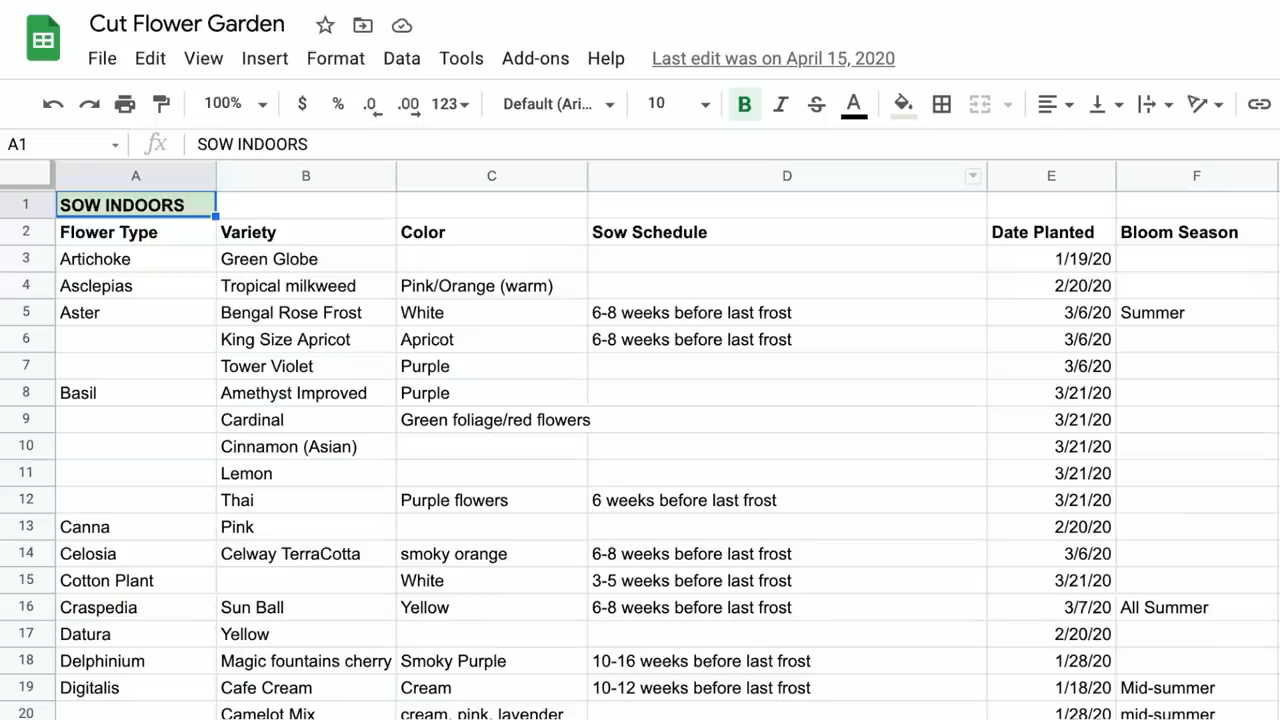 Cut Flower Garden
File Edit View Insert Format Data Tools Add-ons Help Last edit was on April 15, 2020
100% $ % .0 .00 123 Default (Ari... 10 B I S A
A1 fx SOW INDOORS
A B C D E F
1 SOW INDOORS
2 Flower Type Variety Color Sow Schedule Date Planted Bloom Season
3 Artichoke Green Globe 1/19/20
4 Asclepias Tropical milkweed Pink/Orange (warm) 2/20/20
5 Aster Bengal Rose Frost White 6-8 weeks before last frost 3/6/20 Summer
6 King Size Apricot Apricot 6-8 weeks before last frost 3/6/20
7 Tower Violet Purple 3/6/20
8 Basil Amethyst Improved Purple 3/21/20
9 Cardinal Green foliage/red flowers 3/21/20
10 Cinnamon (Asian) 3/21/20
11 Lemon 3/21/20
12 Thai Purple flowers 6 weeks before last frost 3/21/20
13 Canna Pink 2/20/20
14 Celosia Celway TerraCotta smoky orange 6-8 weeks before last frost 3/6/20
15 Cotton Plant White 3-5 weeks before last frost 3/21/20
16 Craspedia Sun Ball Yellow 6-8 weeks before last frost 3/7/20 All Summer
17 Datura Yellow 2/20/20
18 Delphinium Magic fountains cherry Smoky Purple 10-16 weeks before last frost 1/28/20
19 Digitalis Cafe Cream Cream 10-12 weeks before last frost 1/18/20 Mid-summer
20 Camelot Mix cream, pink, lavender 1/28/20 mid-summer